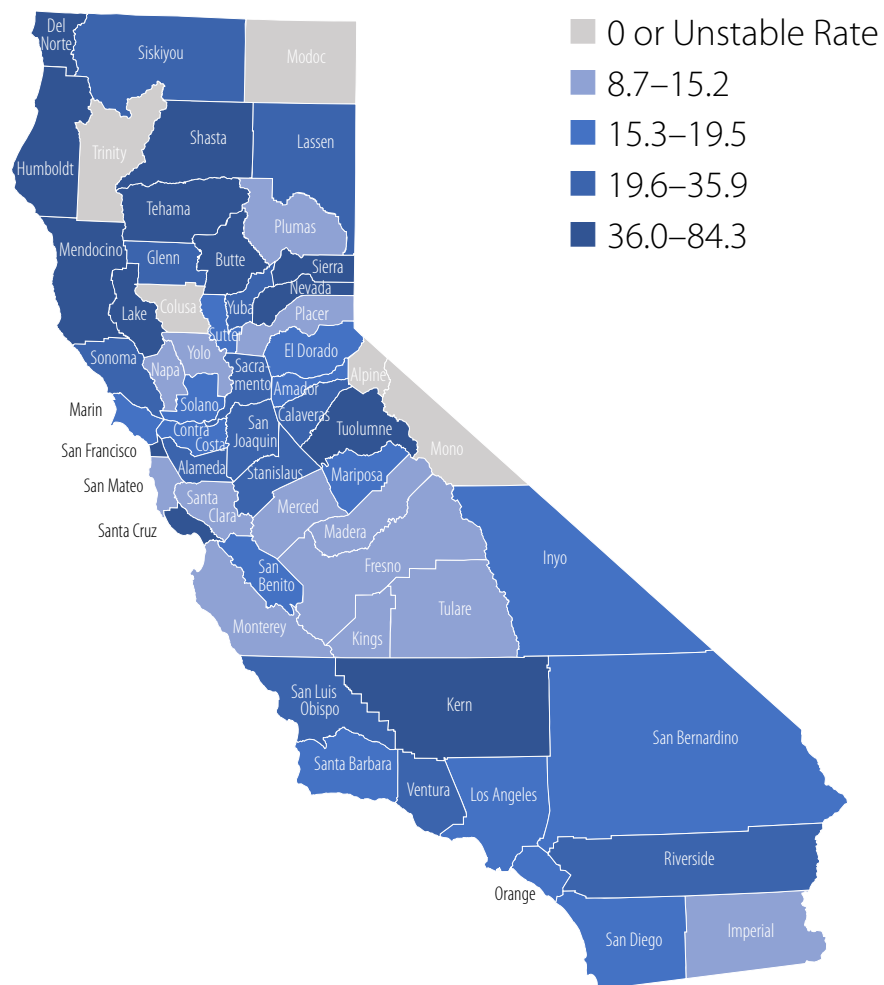 0 or Unstable Rate
8.7–15.2
15.3–19.5
19.6–35.9
36.0–84.3
Del
Norte
Siskiyou
Modoc
Humboldt
Trinity
Shasta
Lassen
Tehama
Plumas
Mendocino
Glenn
Butte
Sierra
Nevada
Lake
Colusa
Yuba
Sutter
Placer
Sonoma
Napa
Yolo
Sacra-
mento
El Dorado
Alpine
Amador
Solano
Marin
Contra
Costa
San
Joaquin
Calaveras
Tuolumne
Mono
San Francisco
Alameda
Stanislaus
Mariposa
San Mateo
Santa
Clara
Merced
Madera
Santa Cruz
San
Benito
Fresno
Inyo
Monterey
Kings
Tulare
San Luis
Obispo
Kern
San Bernardino
Santa Barbara
Ventura
Los Angeles
Riverside
Orange
San Diego
Imperial